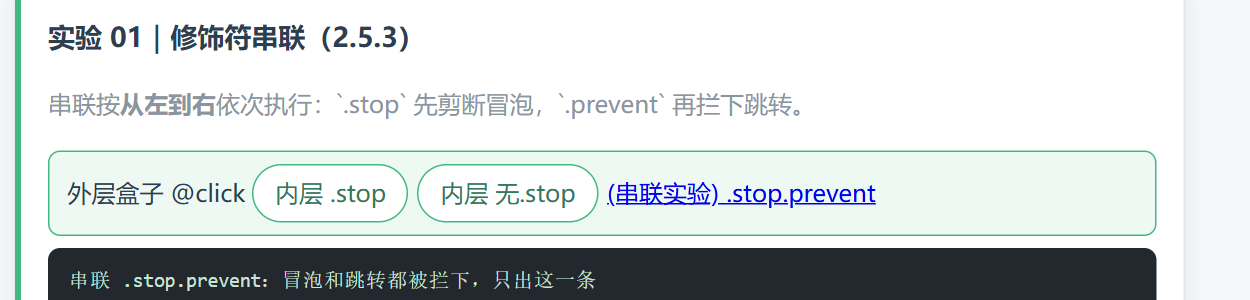 实验 01｜修饰符串联（2.5.3）
串联按从左到右依次执行：`.stop` 先剪断冒泡，`.prevent` 再拦下跳转。
外层盒子 @click 内层 .stop 内层 无.stop (串联实验) .stop.prevent
串联 .stop.prevent：冒泡和跳转都被拦下，只出这一条